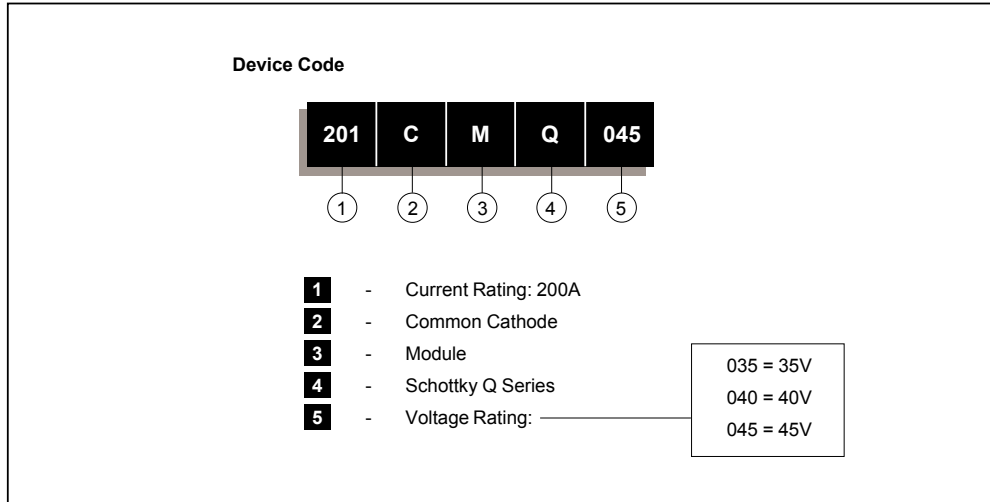 Device Code
201 C M Q 045
1 2 3 4 5
1 - Current Rating: 200A
2 - Common Cathode
3 - Module
4 - Schottky Q Series
5 - Voltage Rating:
035 = 35V
040 = 40V
045 = 45V